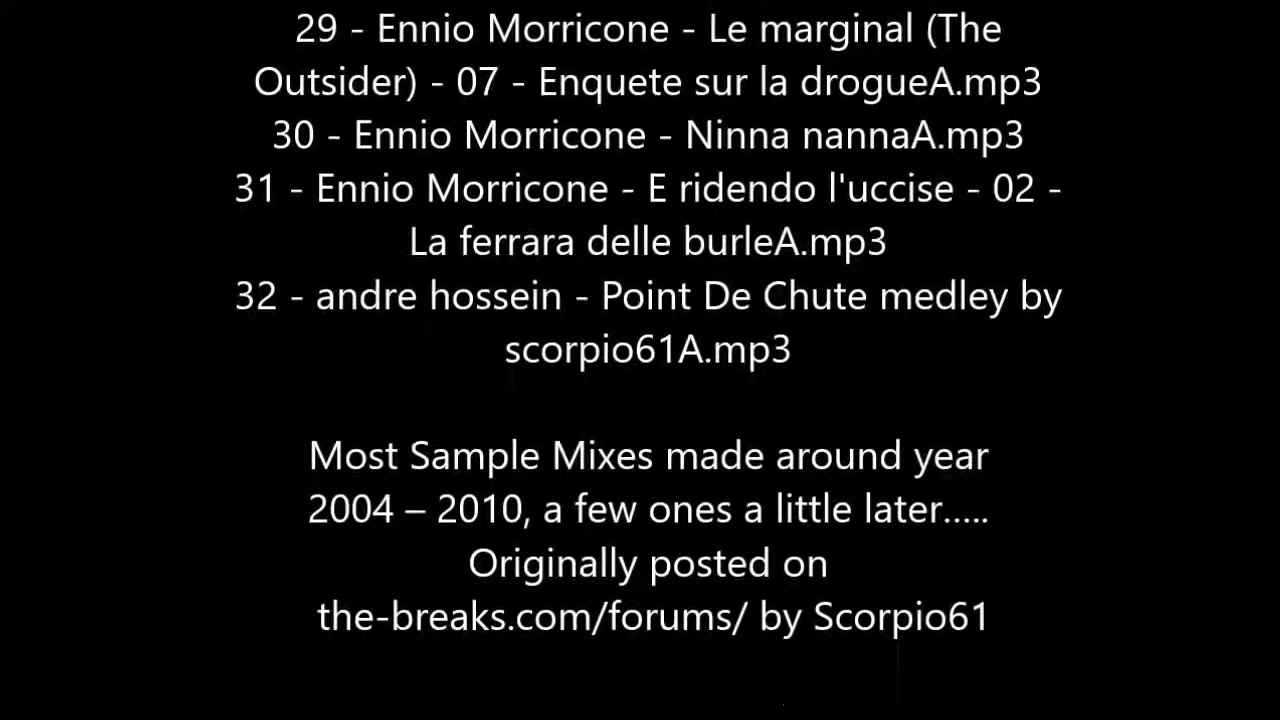 29 - Ennio Morricone - Le marginal (The
Outsider) - 07 - Enquete sur la drogueA.mp3
30 - Ennio Morricone - Ninna nannaA.mp3
31 - Ennio Morricone - E ridendo l'uccise - 02 -
La ferrara delle burleA.mp3
32 - andre hossein - Point De Chute medley by
scorpio61A.mp3
Most Sample Mixes made around year
2004 – 2010, a few ones a little later.....
Originally posted on
the-breaks.com/forums/ by Scorpio61